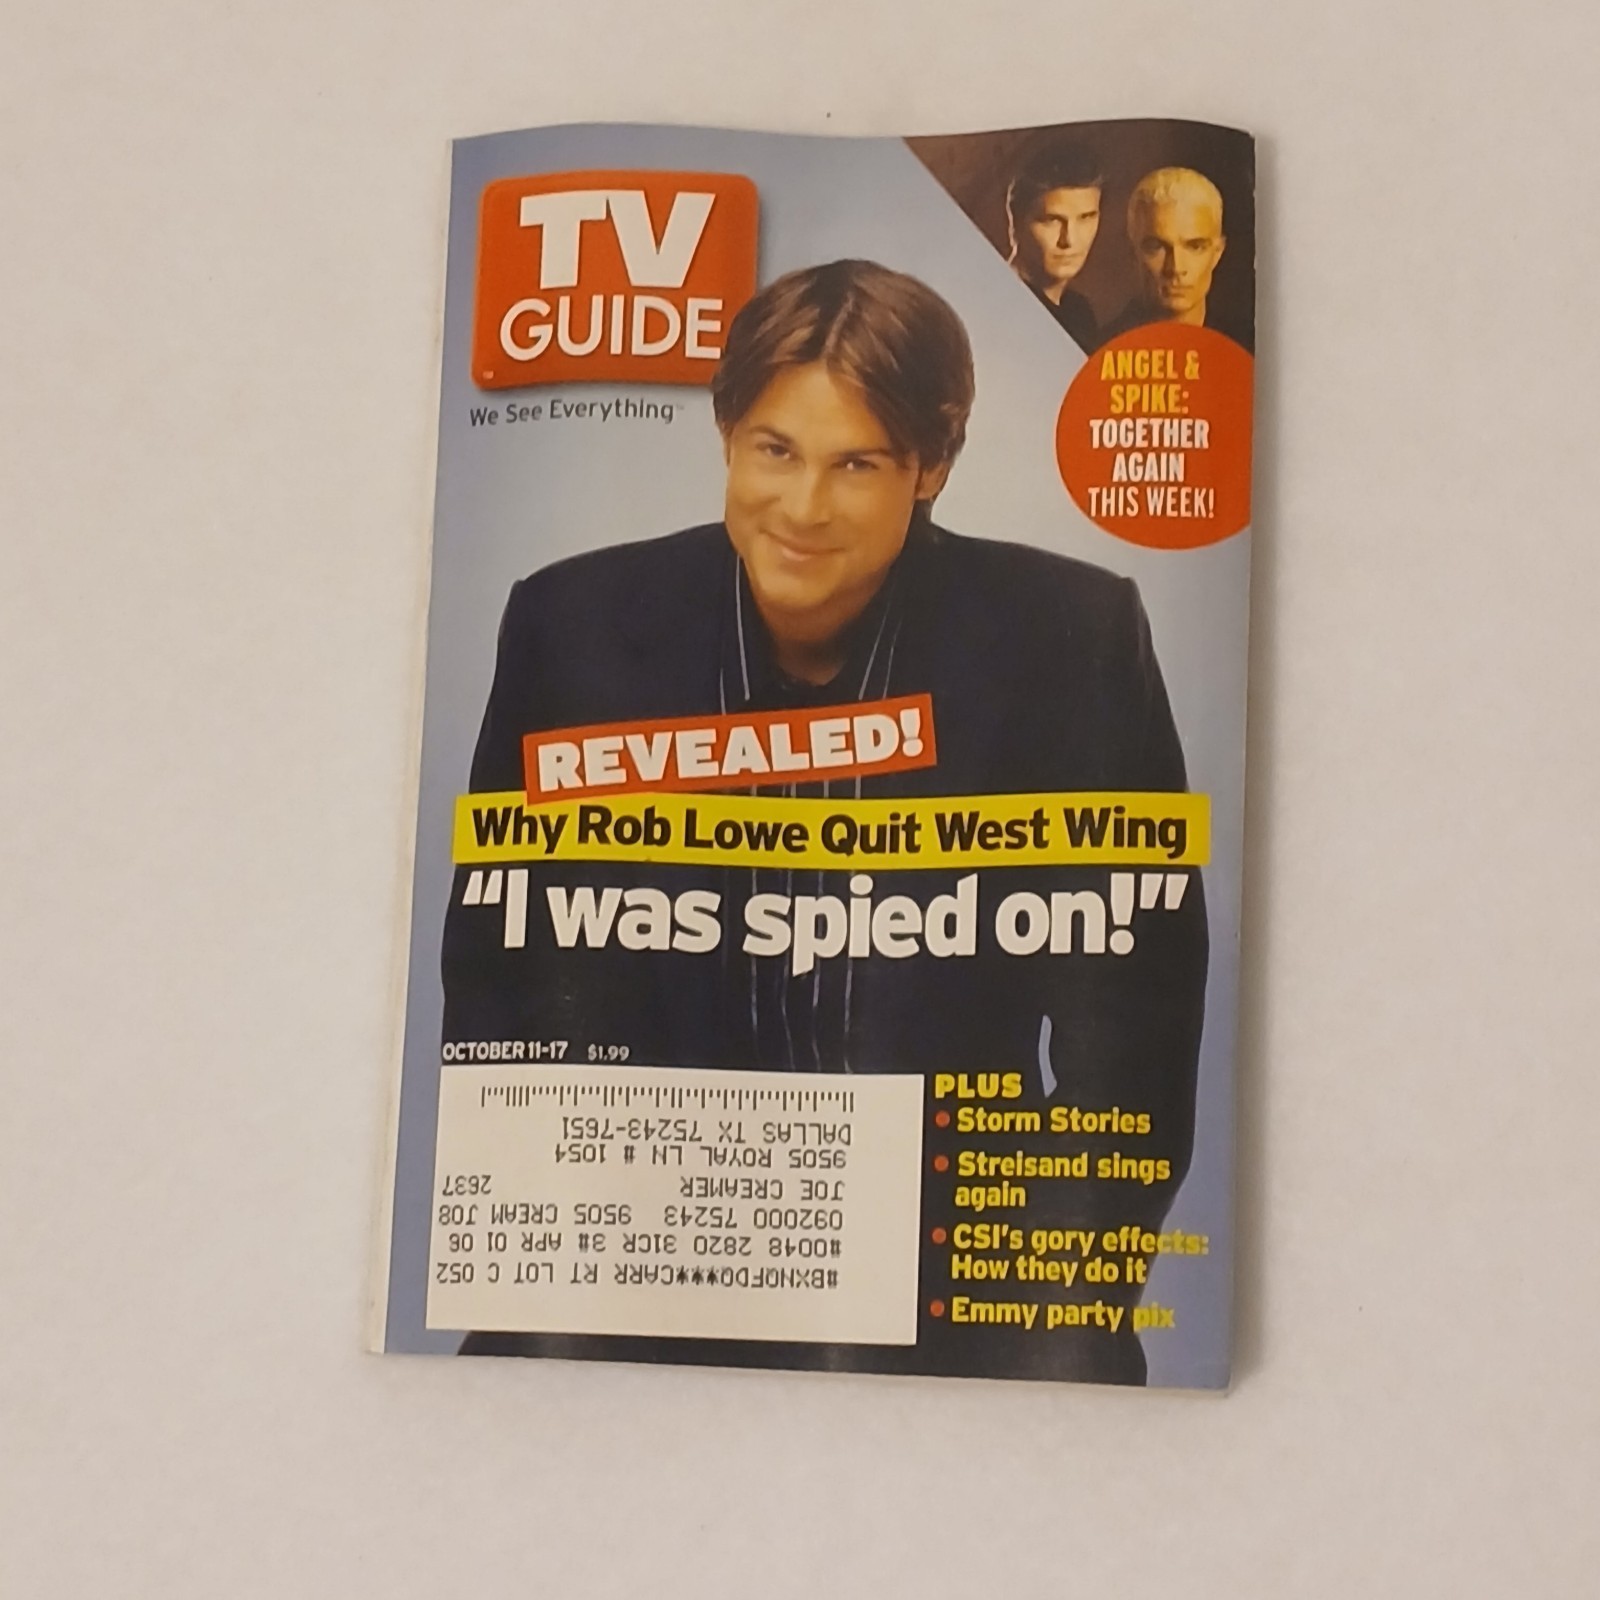 TV
GUIDE
We See Everything
ANGEL &
SPIKE:
TOGETHER
AGAIN
THIS WEEK!
REVEALED!
Why Rob Lowe Quit West Wing
“I was spied on!”
OCTOBER 11-17 $1.99
#BXNQFDQ***CARR RT LOT C 052
#0048 2820 31CR 3# APR 01 06
092000 75243 9505 CREAM J08
JOE CREAMER 2637
9505 ROYAL LN # 1054
DALLAS TX 75243-7651
PLUS
• Storm Stories
• Streisand sings
again
• CSI's gory effects:
How they do it
• Emmy party pix